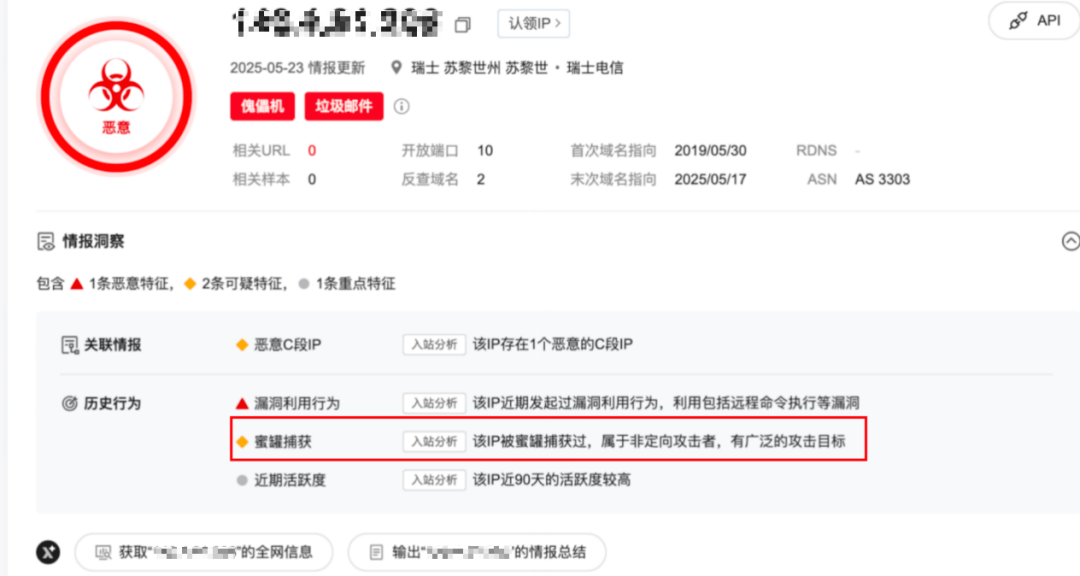 认领IP >
API
恶意
2025-05-23 情报更新 瑞士 苏黎世州 苏黎世 · 瑞士电信
傀儡机 垃圾邮件
相关URL 0 开放端口 10 首次域名指向 2019/05/30 RDNS -
相关样本 0 反查域名 2 末次域名指向 2025/05/17 ASN AS 3303
情报洞察
包含 1条恶意特征, 2条可疑特征, 1条重点特征
关联情报 恶意C段IP 入站分析 该IP存在1个恶意的C段IP
历史行为 漏洞利用行为 入站分析 该IP近期发起过漏洞利用行为，利用包括远程命令执行等漏洞
蜜罐捕获 入站分析 该IP被蜜罐捕获过，属于非定向攻击者，有广泛的攻击目标
近期活跃度 入站分析 该IP近90天的活跃度较高
获取“ ”的全网信息 输出“ ”的情报总结